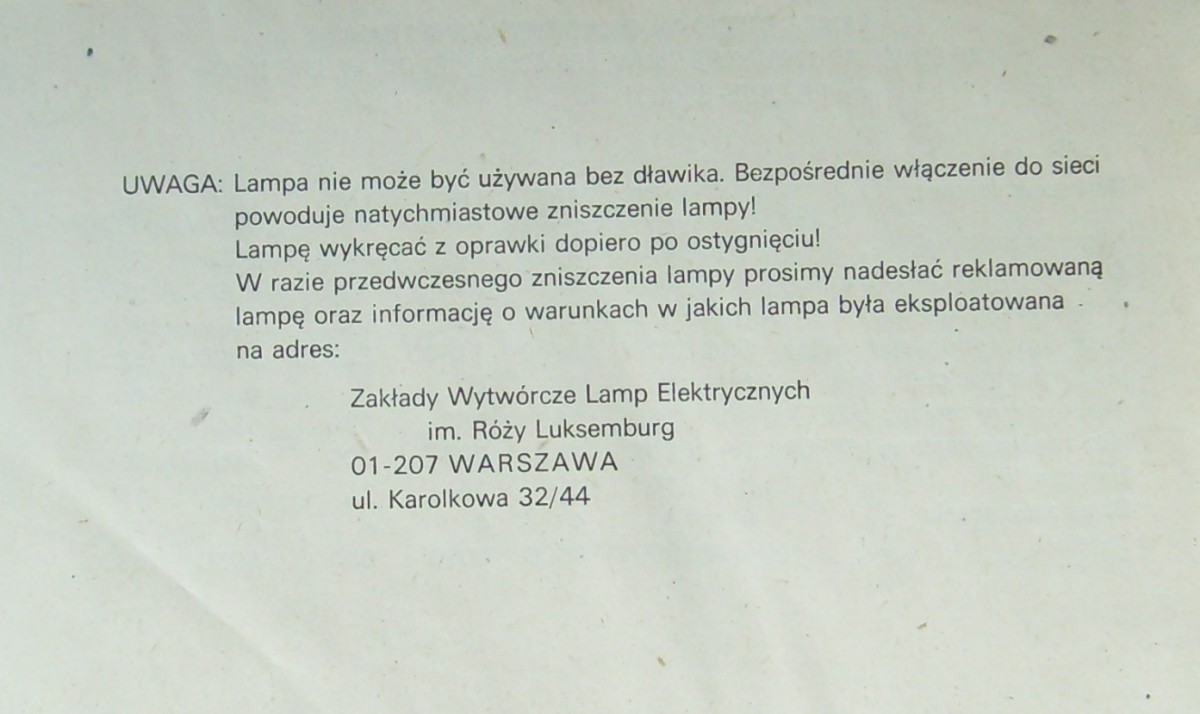 UWAGA: Lampa nie może być używana bez dławika. Bezpośrednie włączenie do sieci
powoduje natychmiastowe zniszczenie lampy!
Lampę wykręcać z oprawki dopiero po ostygnięciu!
W razie przedwczesnego zniszczenia lampy prosimy nadesłać reklamowaną
lampę oraz informację o warunkach w jakich lampa była eksploatowana
na adres:
Zakłady Wytwórcze Lamp Elektrycznych
im. Róży Luksemburg
01-207 WARSZAWA
ul. Karolkowa 32/44